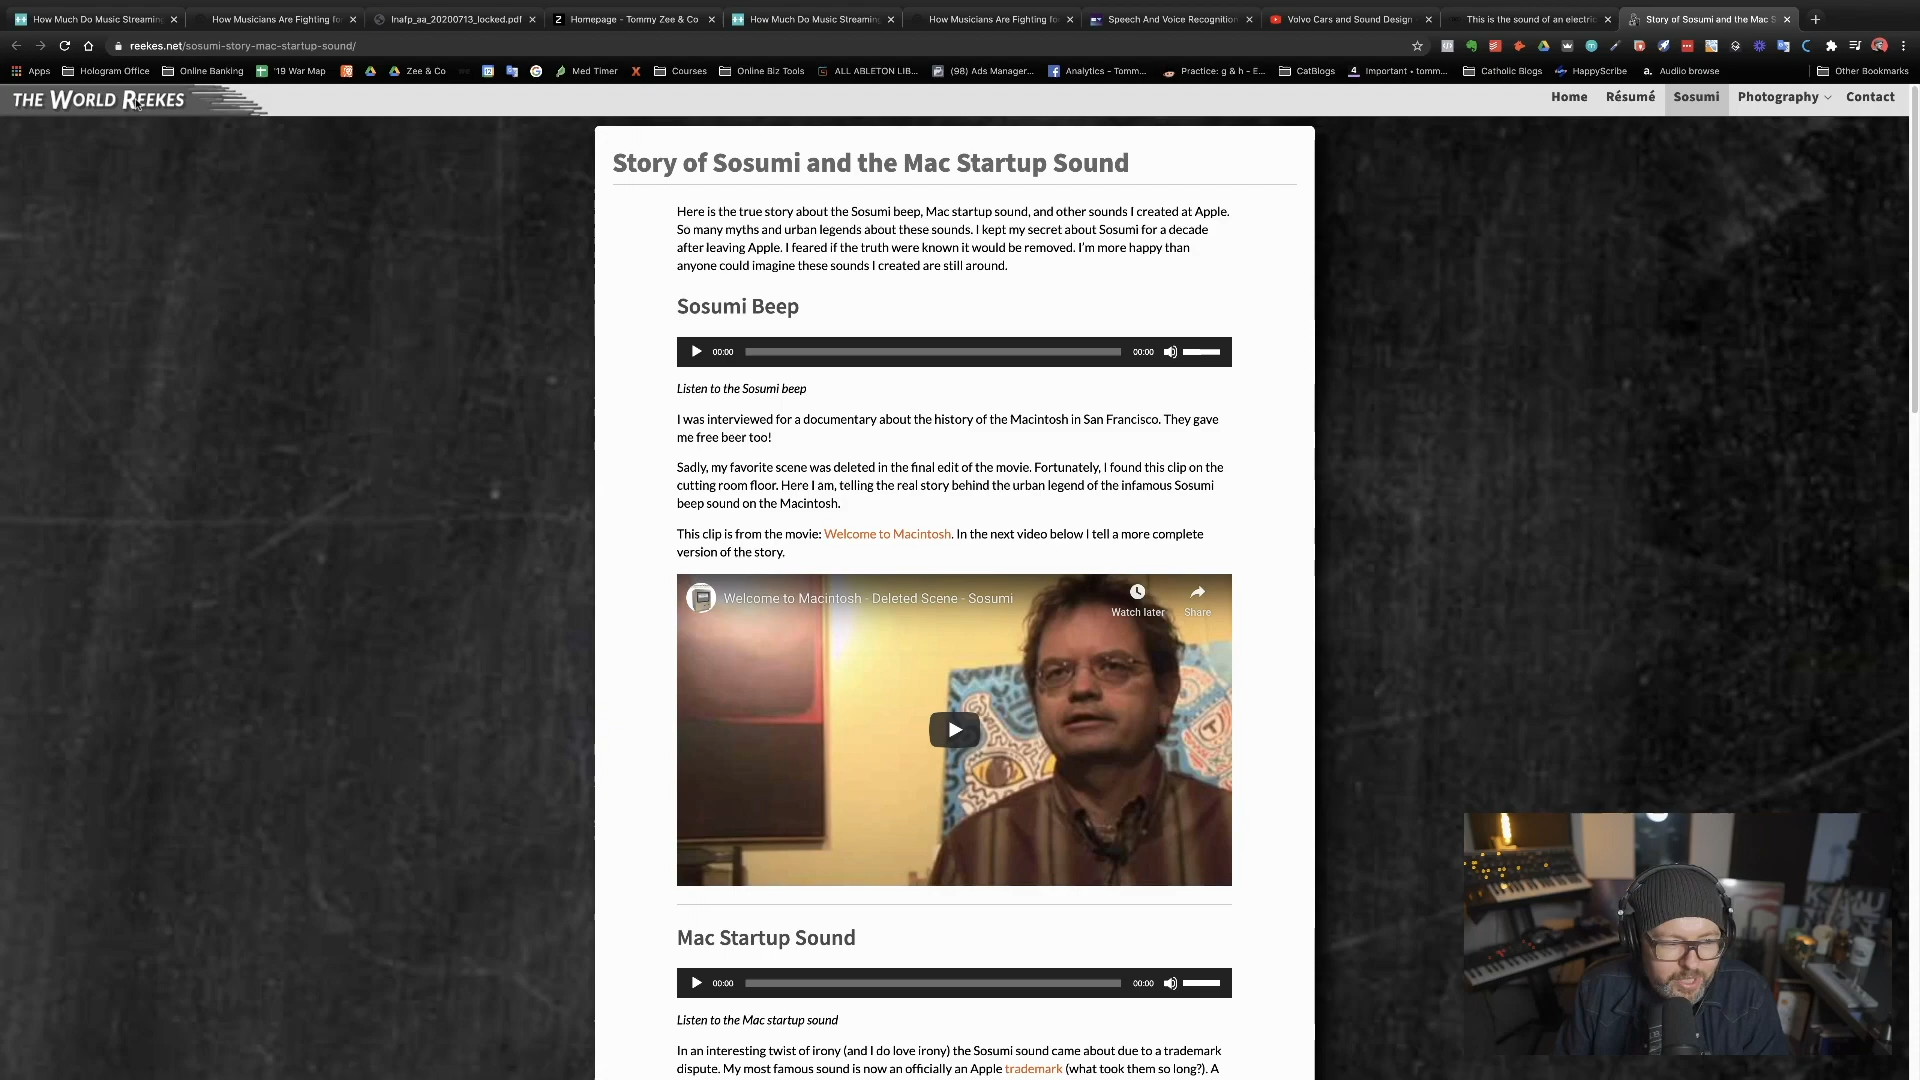 How Much Do Music Streaming
How Musicians Are Fighting for
lnafp_aa_20200713_locked.pdf
Homepage - Tommy Zee & Co
How Much Do Music Streaming
How Musicians Are Fighting for
Speech And Voice Recognition
Volvo Cars and Sound Design -
This is the sound of an electric
Story of Sosumi and the Mac S
reekes.net/sosumi-story-mac-startup-sound/
Apps
Hologram Office
Online Banking
'19 War Map
Zee & Co
Med Timer
Courses
Online Biz Tools
ALL ABLETON LIB...
(98) Ads Manager...
Analytics - Tomm...
Practice: g & h - E...
CatBlogs
Important • tomm...
Catholic Blogs
HappyScribe
Audiio browse
Other Bookmarks
THE WORLD REEKES
Home
Résumé
Sosumi
Photography
Contact
Story of Sosumi and the Mac Startup Sound
Here is the true story about the Sosumi beep, Mac startup sound, and other sounds I created at Apple.
So many myths and urban legends about these sounds. I kept my secret about Sosumi for a decade
after leaving Apple. I feared if the truth were known it would be removed. I'm more happy than
anyone could imagine these sounds I created are still around.
Sosumi Beep
00:00
00:00
Listen to the Sosumi beep
I was interviewed for a documentary about the history of the Macintosh in San Francisco. They gave
me free beer too!
Sadly, my favorite scene was deleted in the final edit of the movie. Fortunately, I found this clip on the
cutting room floor. Here I am, telling the real story behind the urban legend of the infamous Sosumi
beep sound on the Macintosh.
This clip is from the movie: Welcome to Macintosh. In the next video below I tell a more complete
version of the story.
Welcome to Macintosh - Deleted Scene - Sosumi
Watch later
Share
Mac Startup Sound
00:00
00:00
Listen to the Mac startup sound
In an interesting twist of irony (and I do love irony) the Sosumi sound came about due to a trademark
dispute. My most famous sound is now an officially an Apple trademark (what took them so long?). A